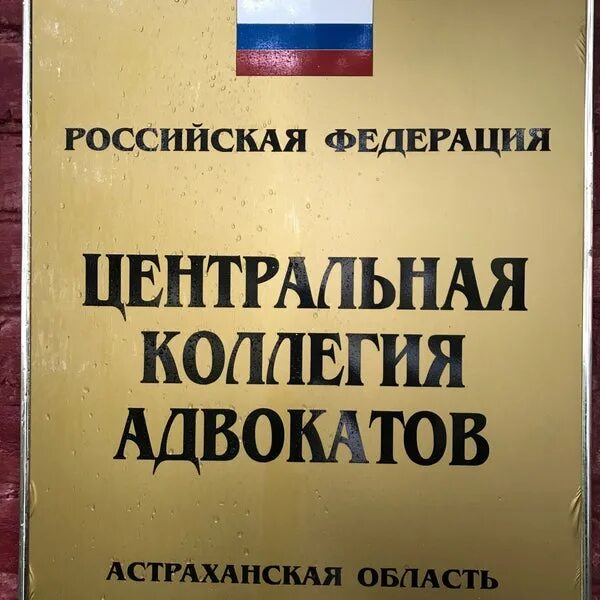 РОССИЙСКАЯ ФЕДЕРАЦИЯ
ЦЕНТРАЛЬНАЯ
КОЛЛЕГИЯ
АДВОКАТОВ
АСТРАХАНСКАЯ ОБЛАСТЬ